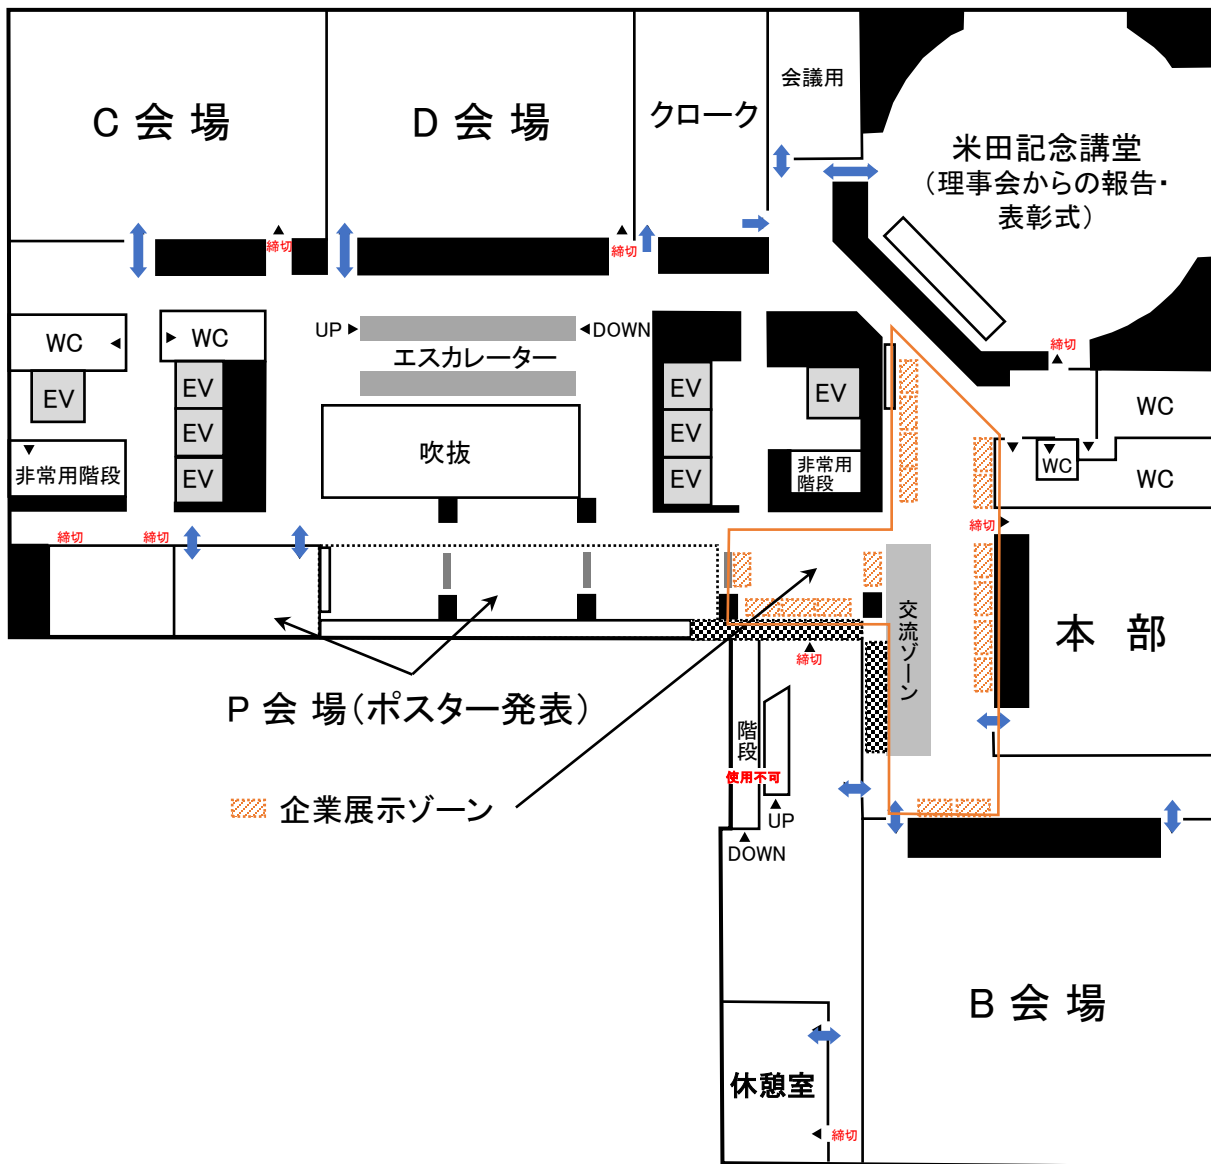 C 会 場
D 会 場
クローク
会議用
米田記念講堂
（理事会からの報告・
表彰式）
締切
締切
締切
WC
WC
UP
DOWN
エスカレーター
EV
EV
EV
EV
EV
EV
EV
EV
吹抜
非常用階段
非常用
階段
WC
WC
WC
締切
締切
締切
交流ゾーン
本 部
締切
P 会 場（ポスター発表）
階段
使用不可
企業展示ゾーン
UP
DOWN
B 会 場
休憩室
締切